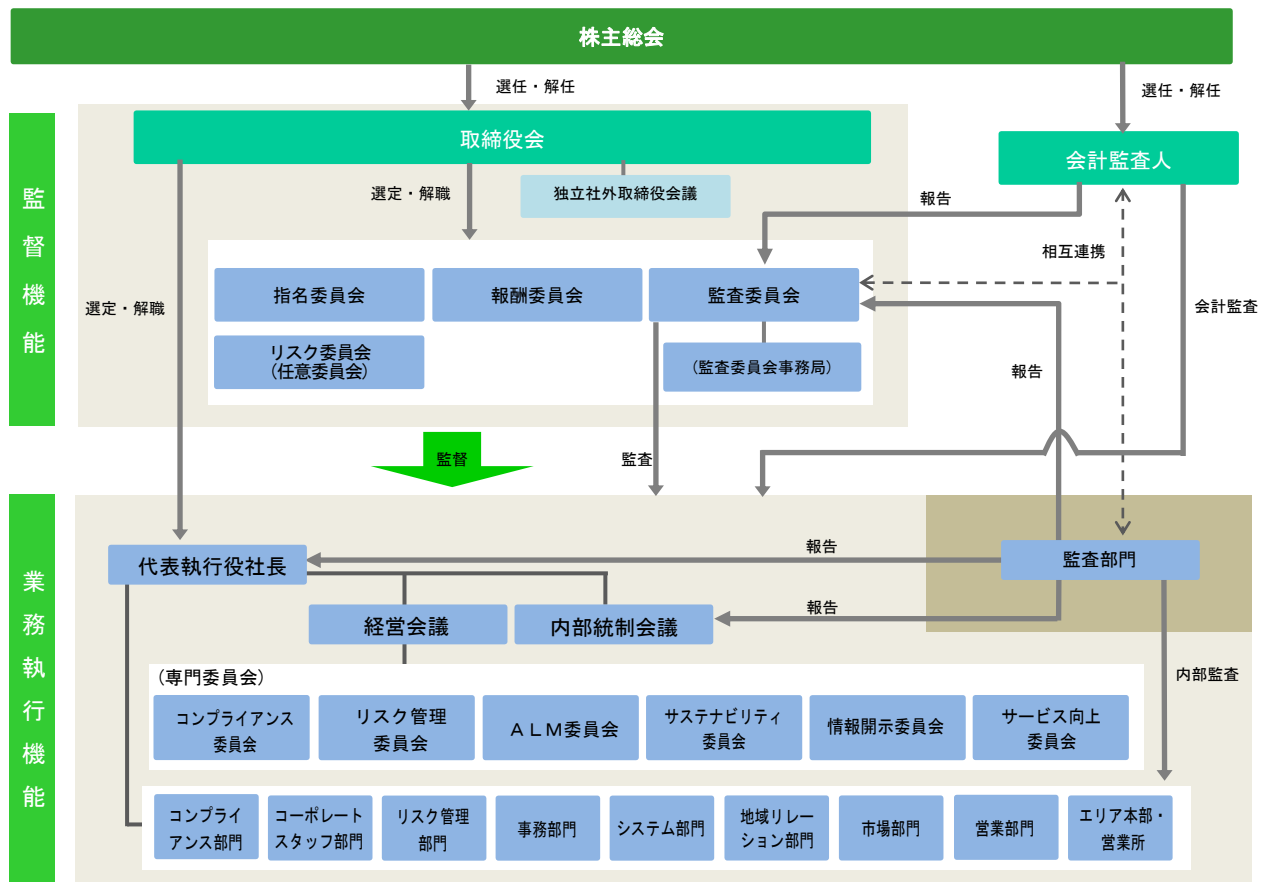 株主総会
選任・解任
選任・解任
監督機能
取締役会
会計監査人
選定・解職
独立社外取締役会議
報告
相互連携
選定・解職
会計監査
指名委員会
報酬委員会
監査委員会
リスク委員会
(任意委員会)
(監査委員会事務局)
報告
監督
監査
業務執行機能
代表執行役社長
報告
監査部門
経営会議
内部統制会議
報告
内部監査
(専門委員会)
コンプライアンス
委員会
リスク管理
委員会
ALM委員会
サステナビリティ
委員会
情報開示委員会
サービス向上
委員会
コンプライ
アンス部門
コーポレート
スタッフ部門
リスク管理
部門
事務部門
システム部門
地域リレー
ション部門
市場部門
営業部門
エリア本部・
営業所